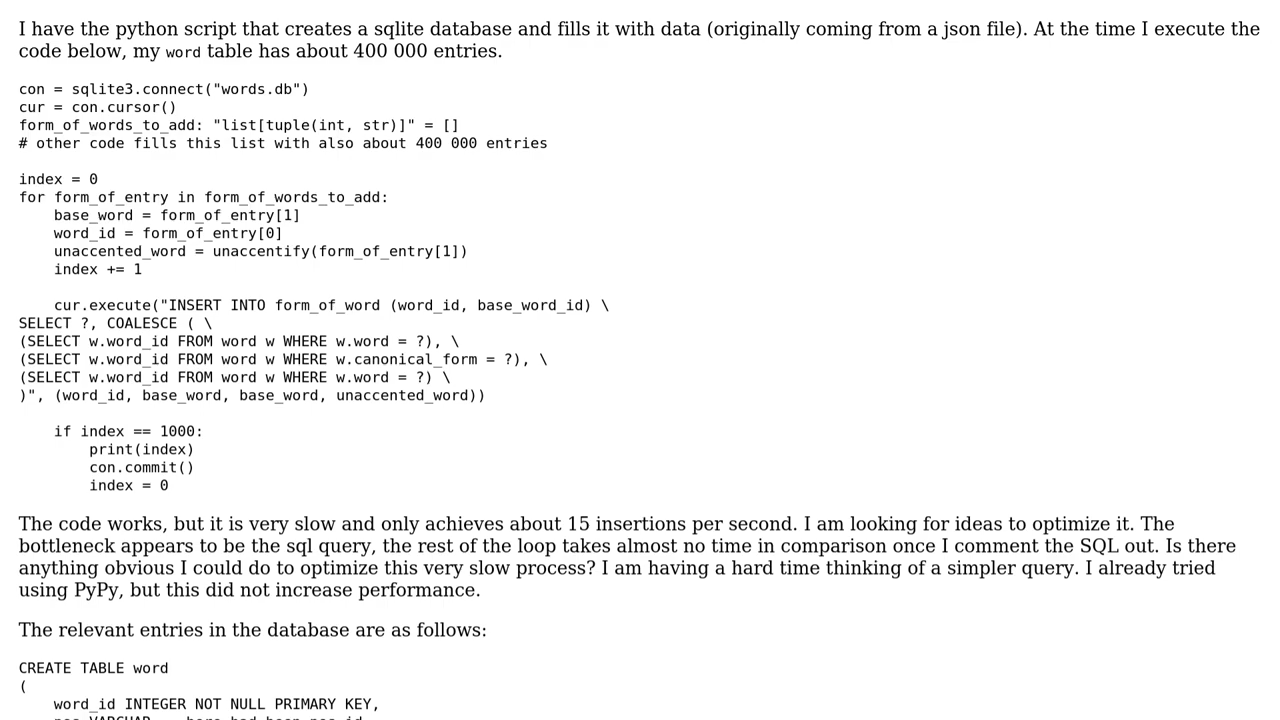 I have the python script that creates a sqlite database and fills it with data (originally coming from a json file). At the time I execute the
code below, my word table has about 400 000 entries.
con = sqlite3.connect("words.db")
cur = con.cursor()
form_of_words_to_add: "list[tuple(int, str)]" = []
# other code fills this list with also about 400 000 entries
index = 0
for form_of_entry in form_of_words_to_add:
    base_word = form_of_entry[1]
    word_id = form_of_entry[0]
    unaccented_word = unaccentify(form_of_entry[1])
    index += 1
    cur.execute("INSERT INTO form_of_word (word_id, base_word_id) \
SELECT ?, COALESCE ( \
(SELECT w.word_id FROM word w WHERE w.word = ?), \
(SELECT w.word_id FROM word w WHERE w.canonical_form = ?), \
(SELECT w.word_id FROM word w WHERE w.word = ?) \
)", (word_id, base_word, base_word, unaccented_word))
    if index == 1000:
        print(index)
        con.commit()
        index = 0
The code works, but it is very slow and only achieves about 15 insertions per second. I am looking for ideas to optimize it. The
bottleneck appears to be the sql query, the rest of the loop takes almost no time in comparison once I comment the SQL out. Is there
anything obvious I could do to optimize this very slow process? I am having a hard time thinking of a simpler query. I already tried
using PyPy, but this did not increase performance.
The relevant entries in the database are as follows:
CREATE TABLE word
(
    word_id INTEGER NOT NULL PRIMARY KEY,